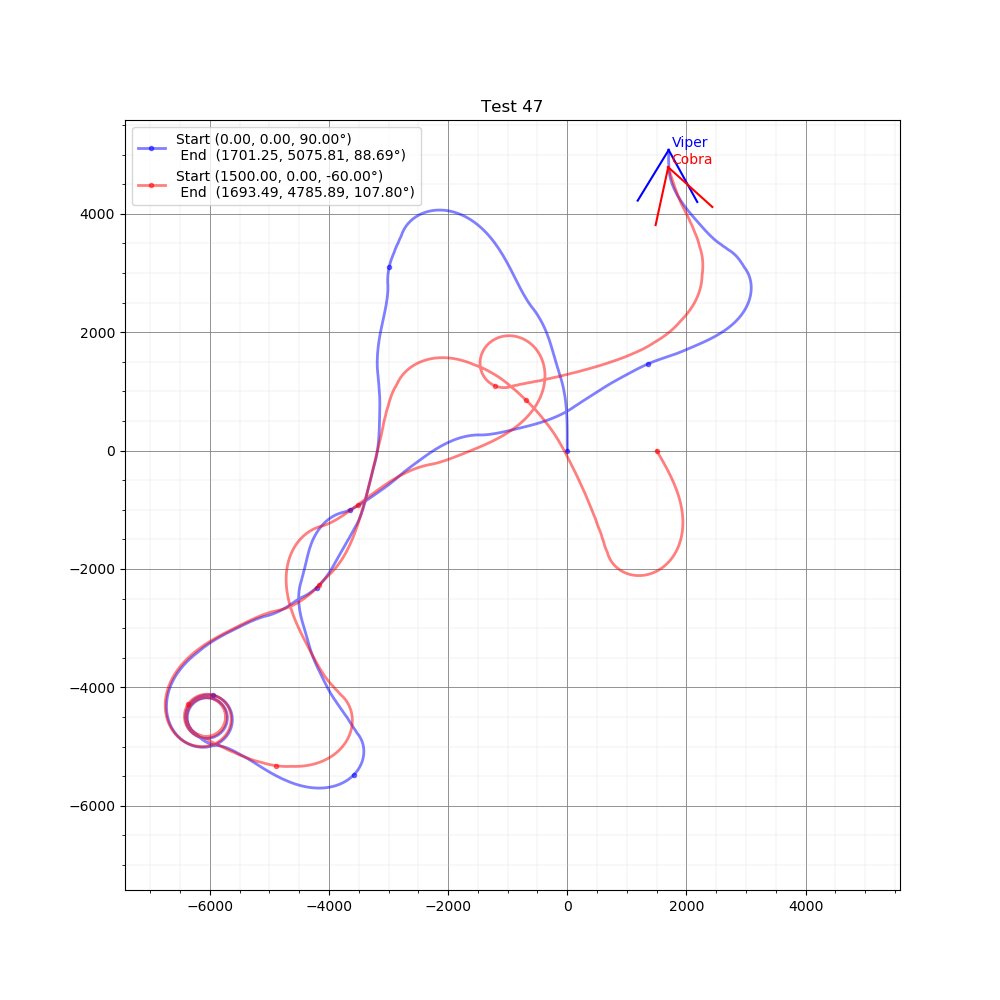 Test 47
Start (0.00, 0.00, 90.00°)
End  (1701.25, 5075.81, 88.69°)
Start (1500.00, 0.00, -60.00°)
End  (1693.49, 4785.89, 107.80°)
Viper
Cobra
4000
2000
0
−2000
−4000
−6000
−6000
−4000
−2000
0
2000
4000